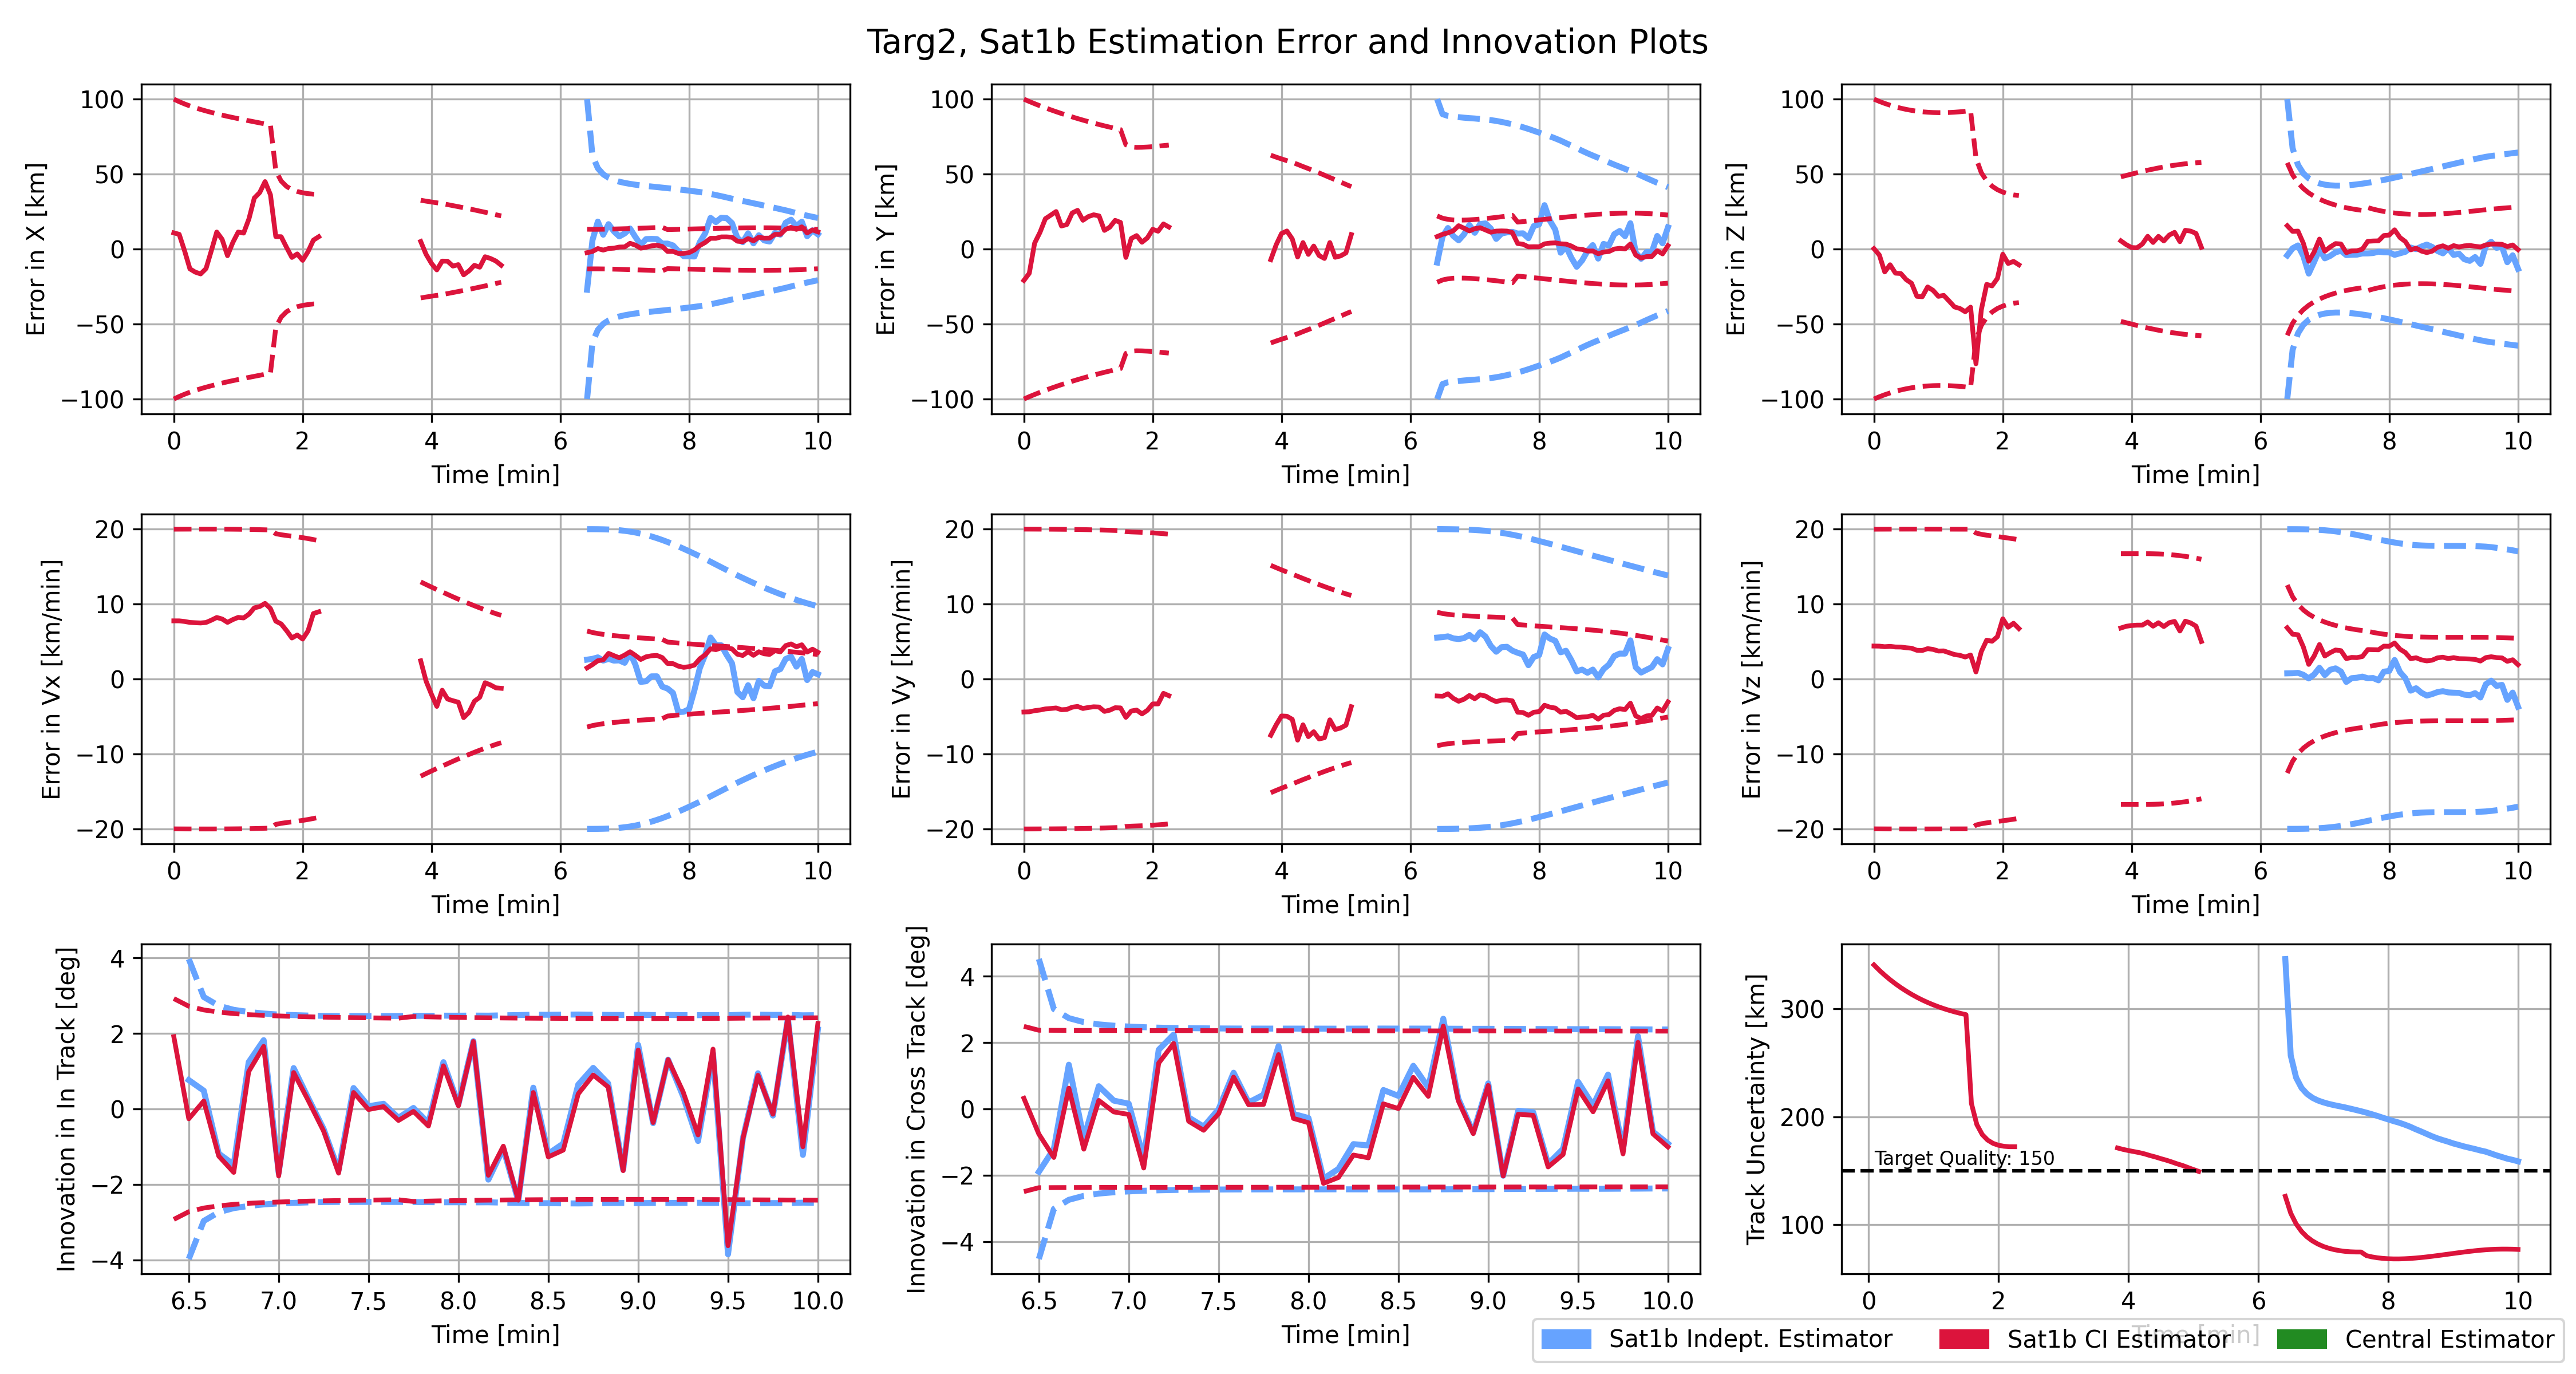 Targ2, Sat1b Estimation Error and Innovation Plots
Error in X [km]
100
50
0
−50
−100
0 2 4 6 8 10
Time [min]
Error in Y [km]
100
50
0
−50
−100
0 2 4 6 8 10
Time [min]
Error in Z [km]
100
50
0
−50
−100
0 2 4 6 8 10
Time [min]
Error in Vx [km/min]
20
10
0
−10
−20
0 2 4 6 8 10
Time [min]
Error in Vy [km/min]
20
10
0
−10
−20
0 2 4 6 8 10
Time [min]
Error in Vz [km/min]
20
10
0
−10
−20
0 2 4 6 8 10
Time [min]
Innovation in In Track [deg]
4
2
0
−2
−4
6.5 7.0 7.5 8.0 8.5 9.0 9.5 10.0
Time [min]
Innovation in Cross Track [deg]
4
2
0
−2
−4
6.5 7.0 7.5 8.0 8.5 9.0 9.5 10.0
Time [min]
Track Uncertainty [km]
300
200
100
Target Quality: 150
0 2 4 6 8 10
Time [min]
Sat1b Indept. Estimator
Sat1b CI Estimator
Central Estimator